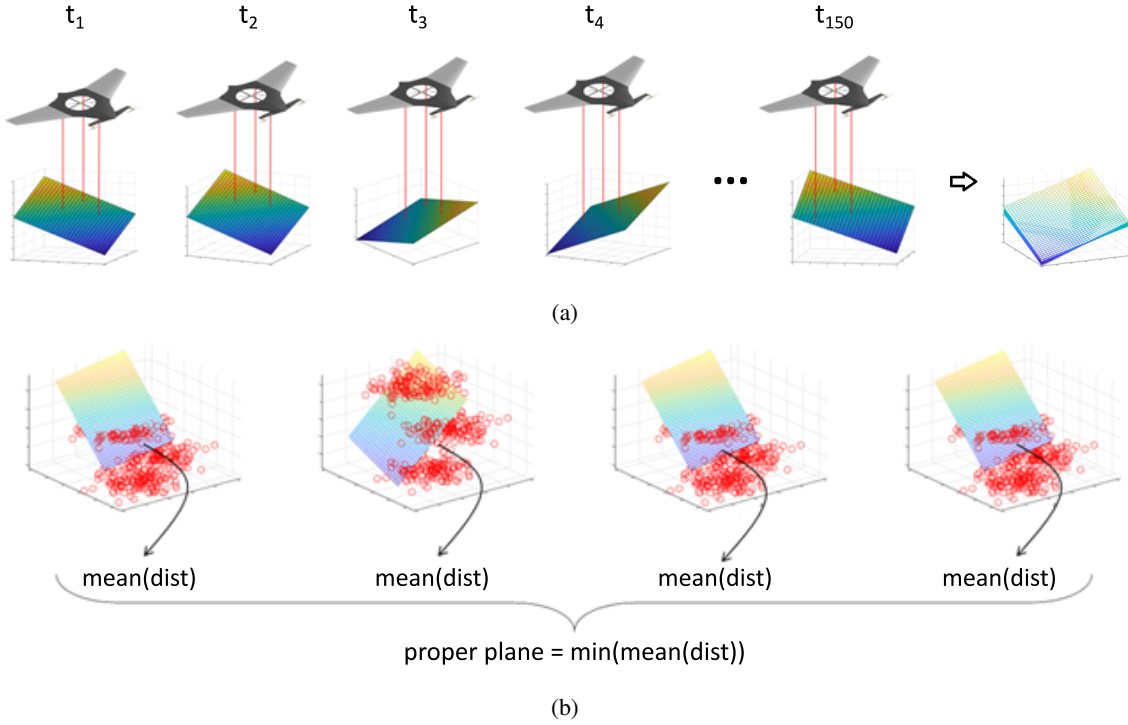 t₁ t₂ t₃ t₄ t₁₅₀
•••
(a)
mean(dist) mean(dist) mean(dist) mean(dist)
proper plane = min(mean(dist))
(b)